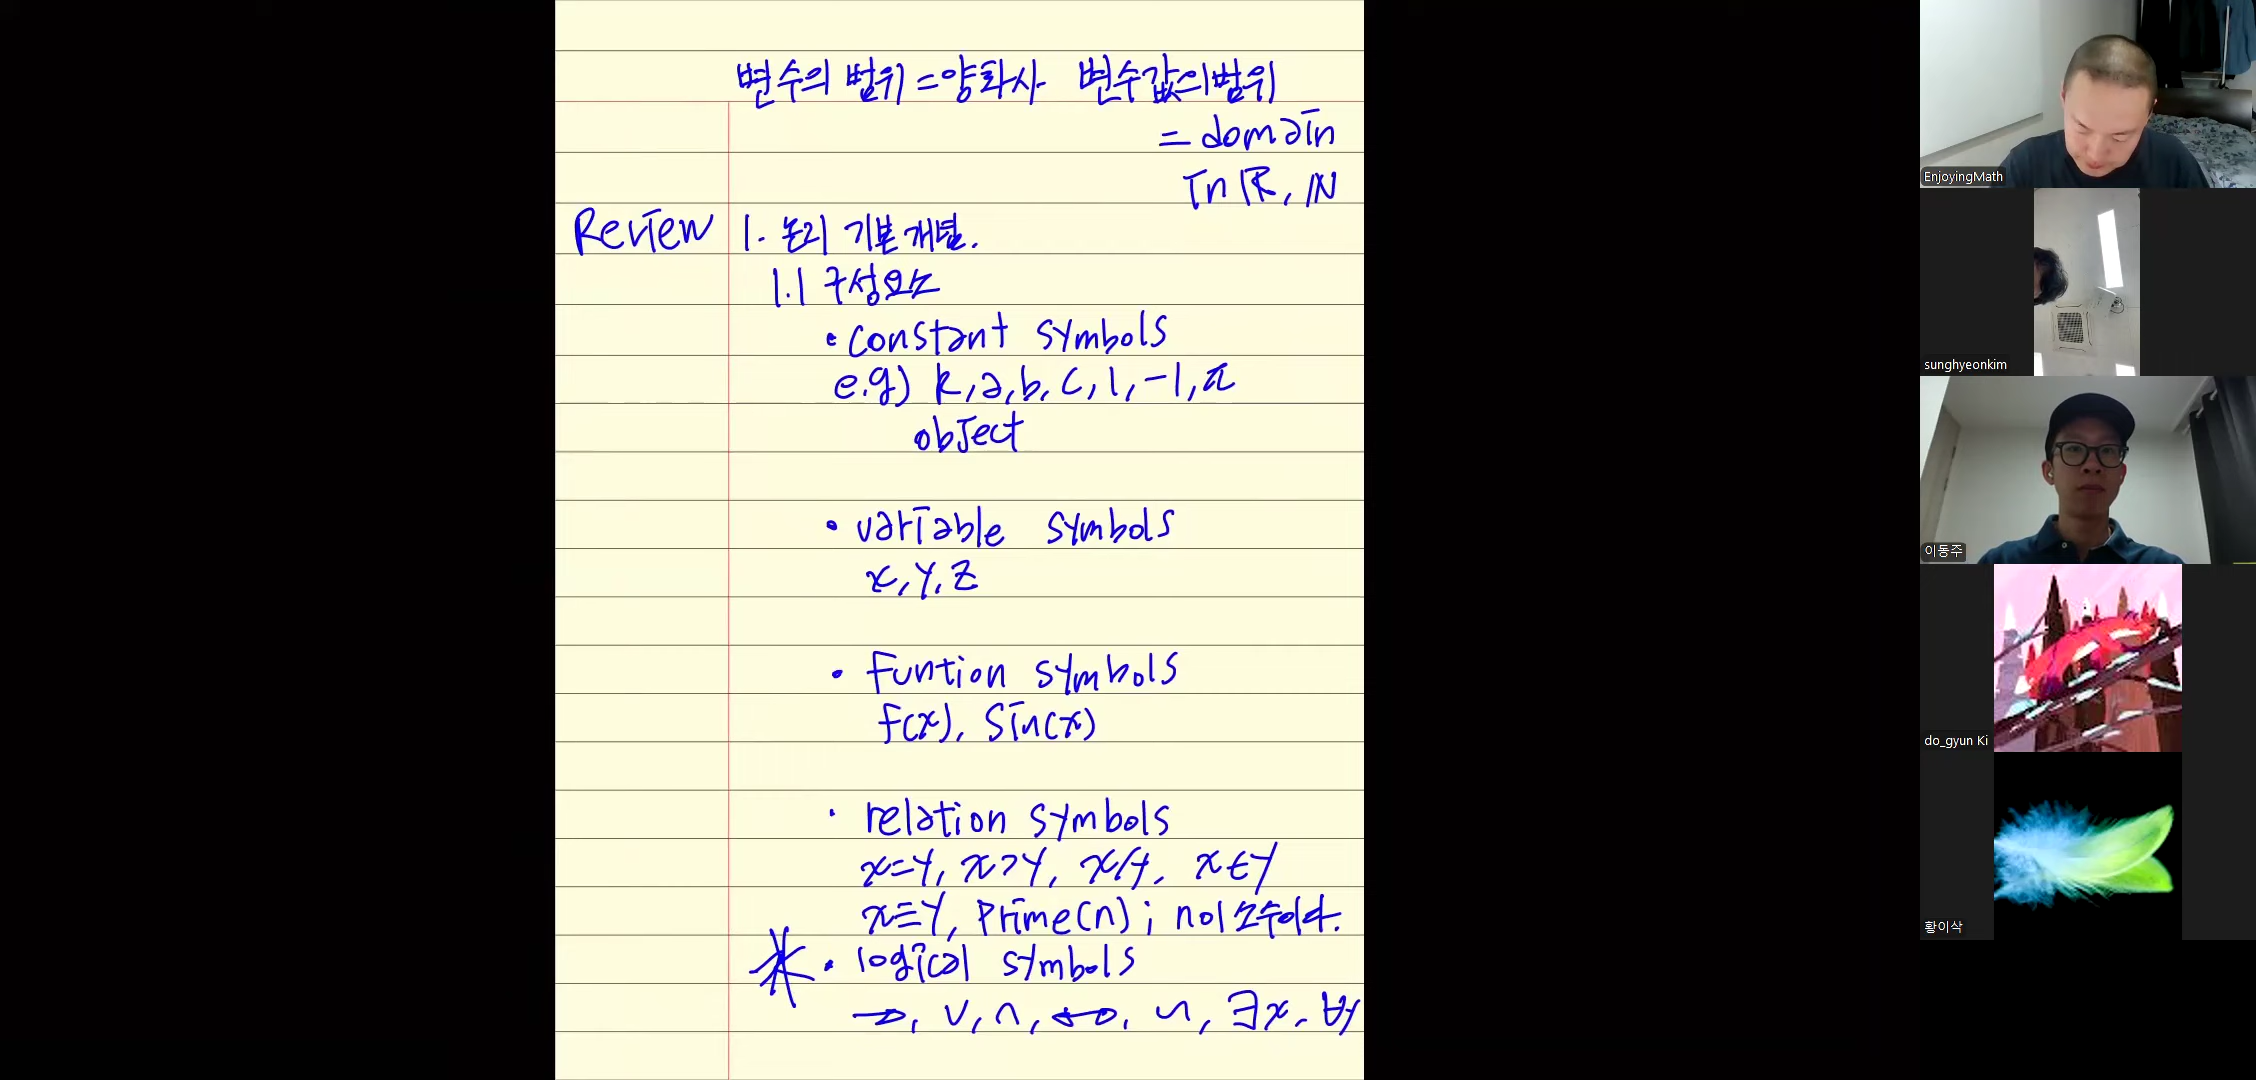 변수의 범위 = 양화사 변수값의 범위
= domain
in ℝ, ℕ
Review 1. 논리 기본 개념.
1.1 구성요소
• constant symbols
e.g) k, a, b, c, 1, -1, π
object
• variable symbols
x, y, z
• Funtion symbols
f(x), sin(x)
• relation symbols
x=y, x>y, x/y, x∈y
x≡y, prime(n) ; n이 소수이다.
* • logical symbols
→, ∨, ∧, ↔, ∽, ∃x, ∀y
EnjoyingMath
sunghyeonkim
이동주
do_gyun Ki
황이삭